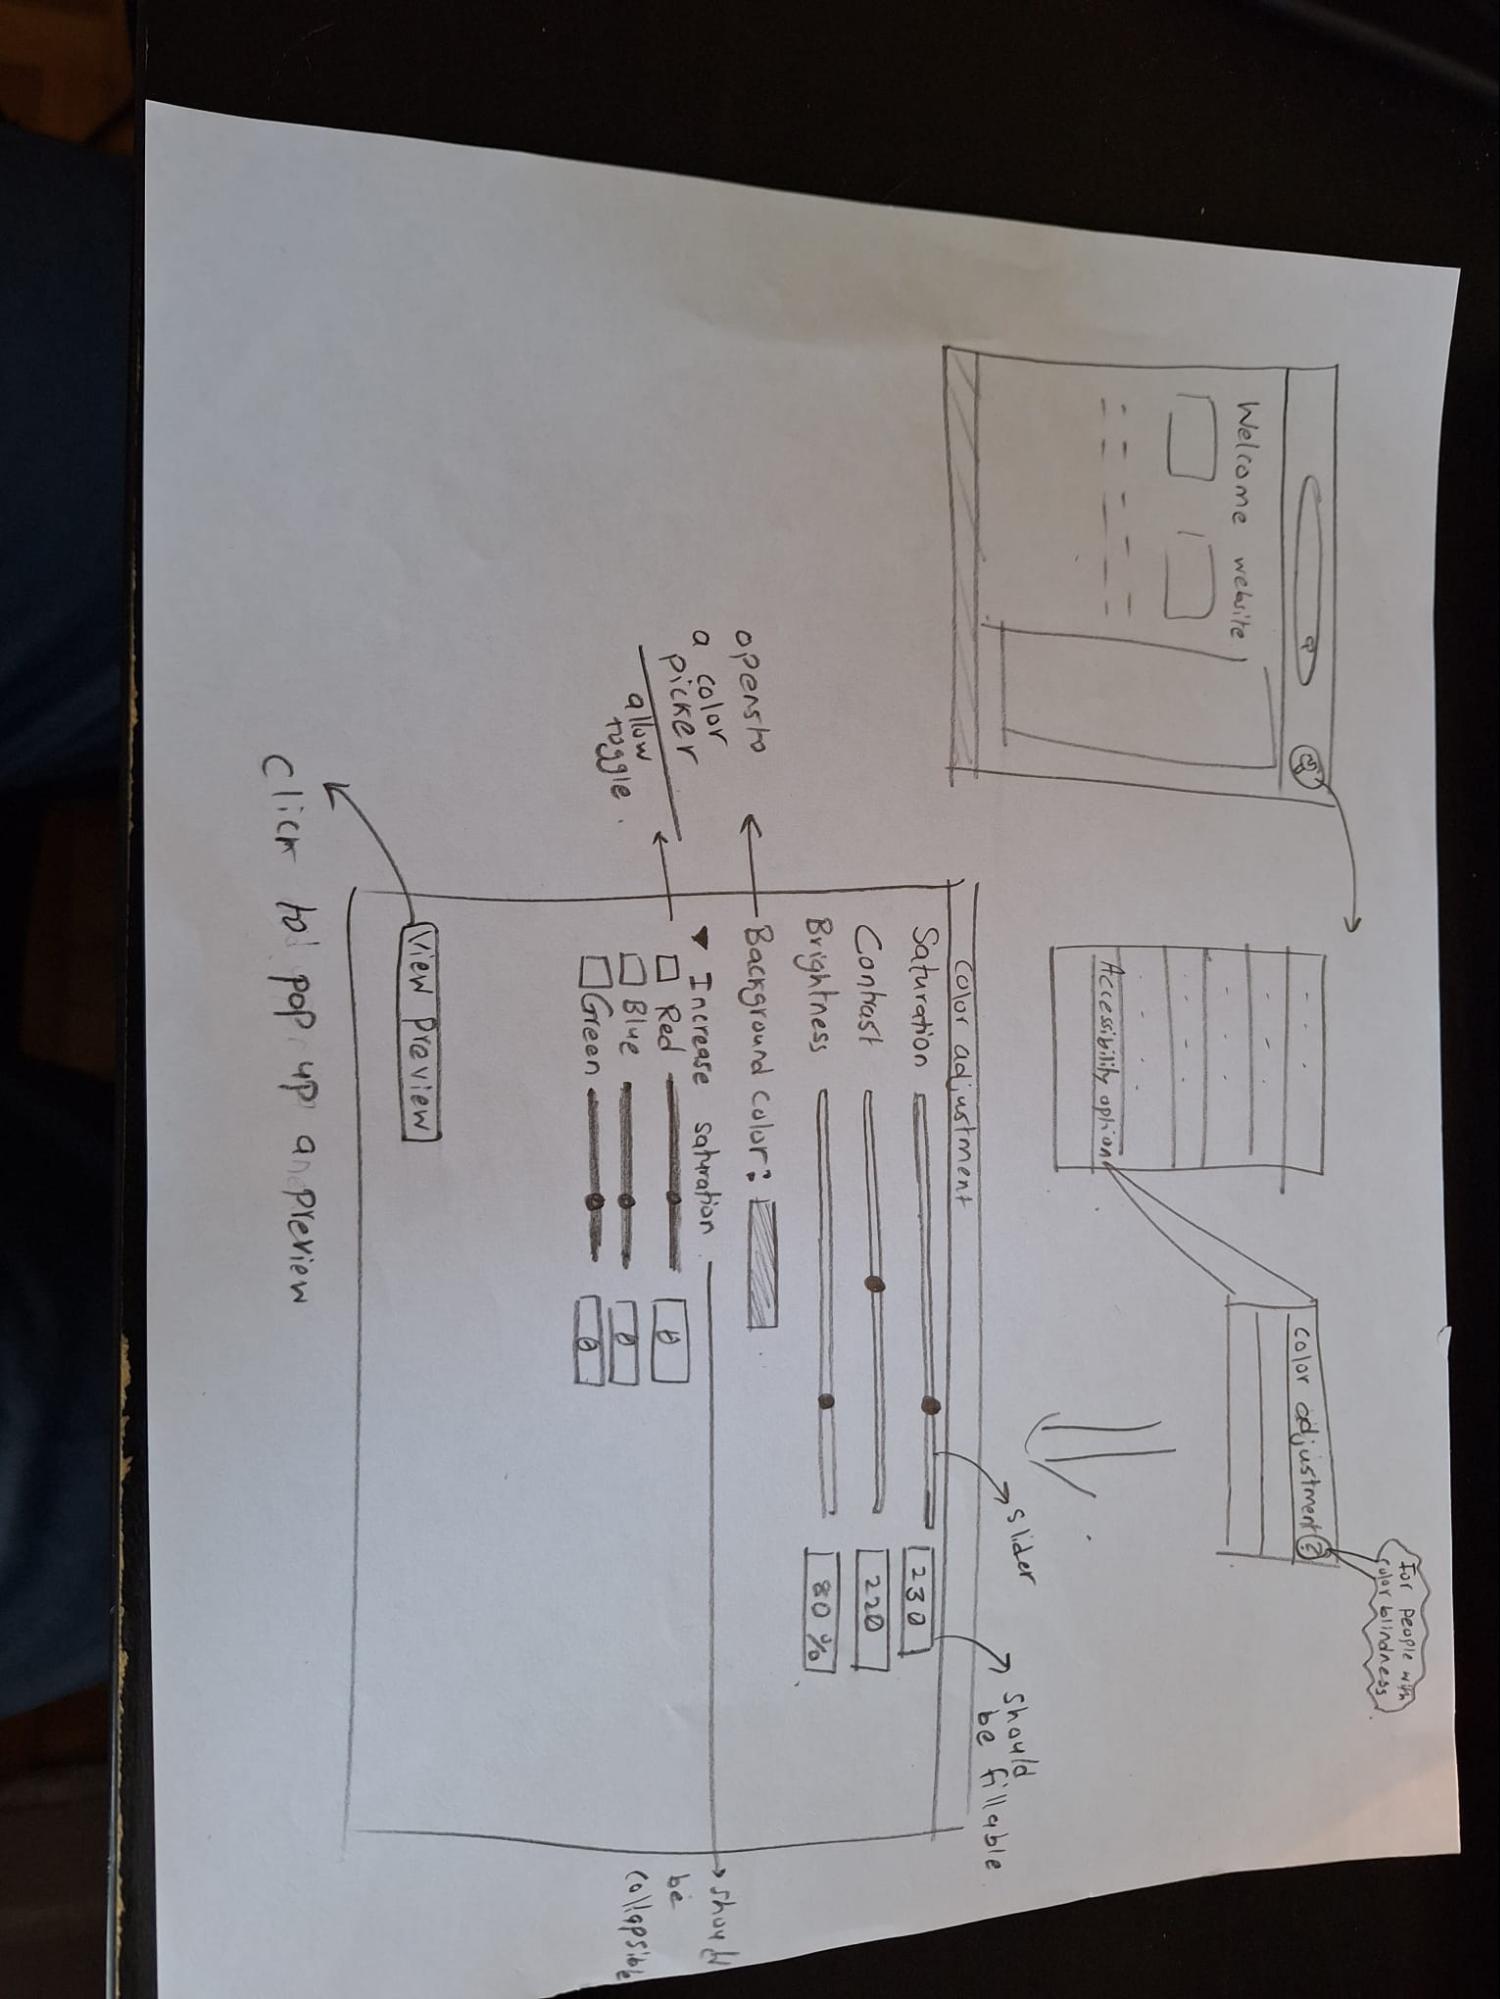 Welcome website
Accessibility option
color adjustment ?
For people with
color blindness
color adjustment
Saturation
230
slider
should
be fillable
Contrast
220
Brightness
80%
Background color:
opens to
a color
picker
▼ Increase saturation
should
be
collapsible
Red
0
Blue
0
Green
0
allow
toggle.
View Preview
Click to pop up a preview